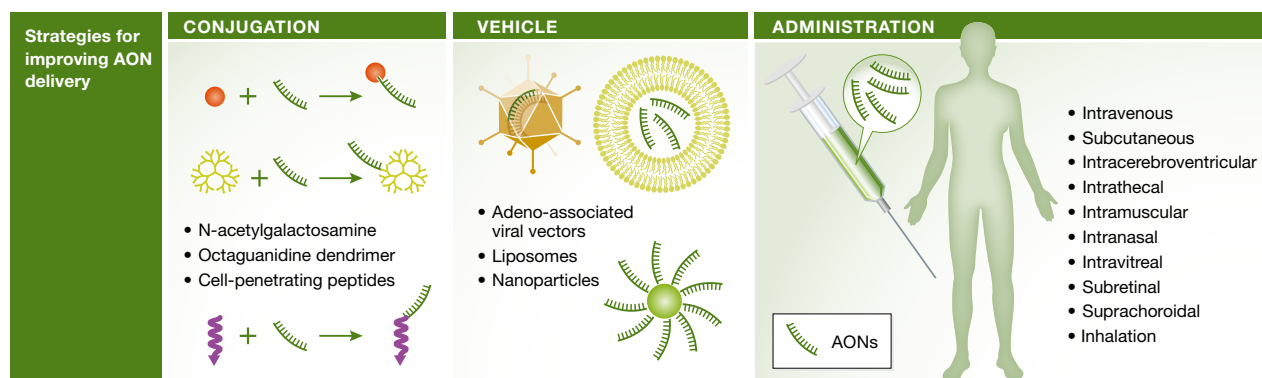 Strategies for
improving AON
delivery
CONJUGATION
• N-acetylgalactosamine
• Octaguanidine dendrimer
• Cell-penetrating peptides
VEHICLE
• Adeno-associated
viral vectors
• Liposomes
• Nanoparticles
ADMINISTRATION
• Intravenous
• Subcutaneous
• Intracerebroventricular
• Intrathecal
• Intramuscular
• Intranasal
• Intravitreal
• Subretinal
• Suprachoroidal
• Inhalation
AONs